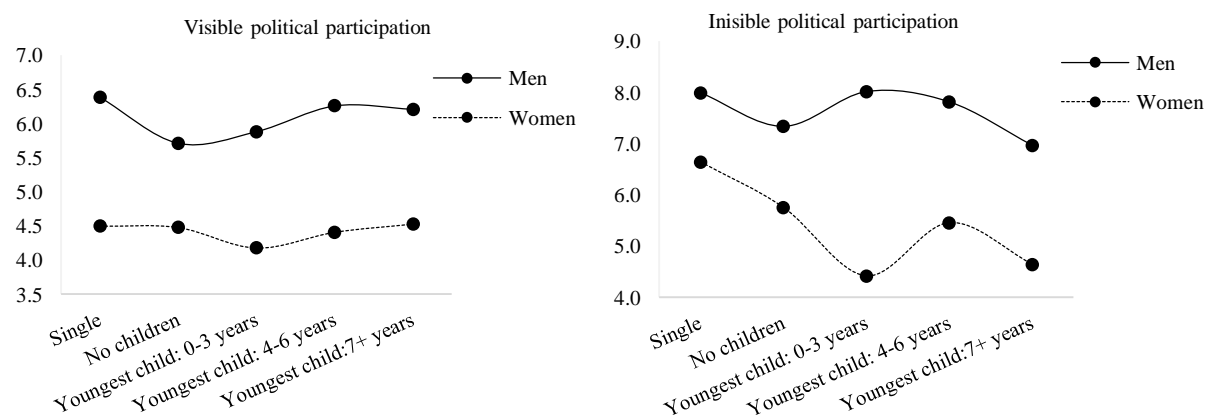 Visible political participation
7.0
6.5
6.0
5.5
5.0
4.5
4.0
3.5
Men
Women
Single
No children
Youngest child: 0-3 years
Youngest child: 4-6 years
Youngest child:7+ years
Inisible political participation
9.0
8.0
7.0
6.0
5.0
4.0
Men
Women
Single
No children
Youngest child: 0-3 years
Youngest child: 4-6 years
Youngest child:7+ years